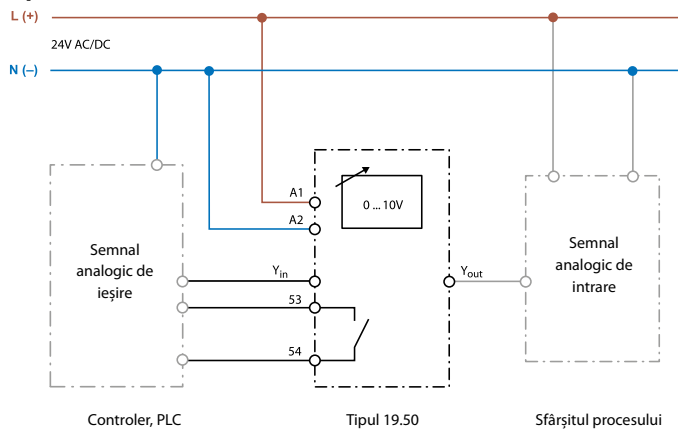 L (+)
24V AC/DC
N (–)
A1
0 ... 10V
A2
Semnal
analogic de
ieșire
Semnal
analogic de
intrare
Yin
Yout
53
54
Controler, PLC
Tipul 19.50
Sfârșitul procesului